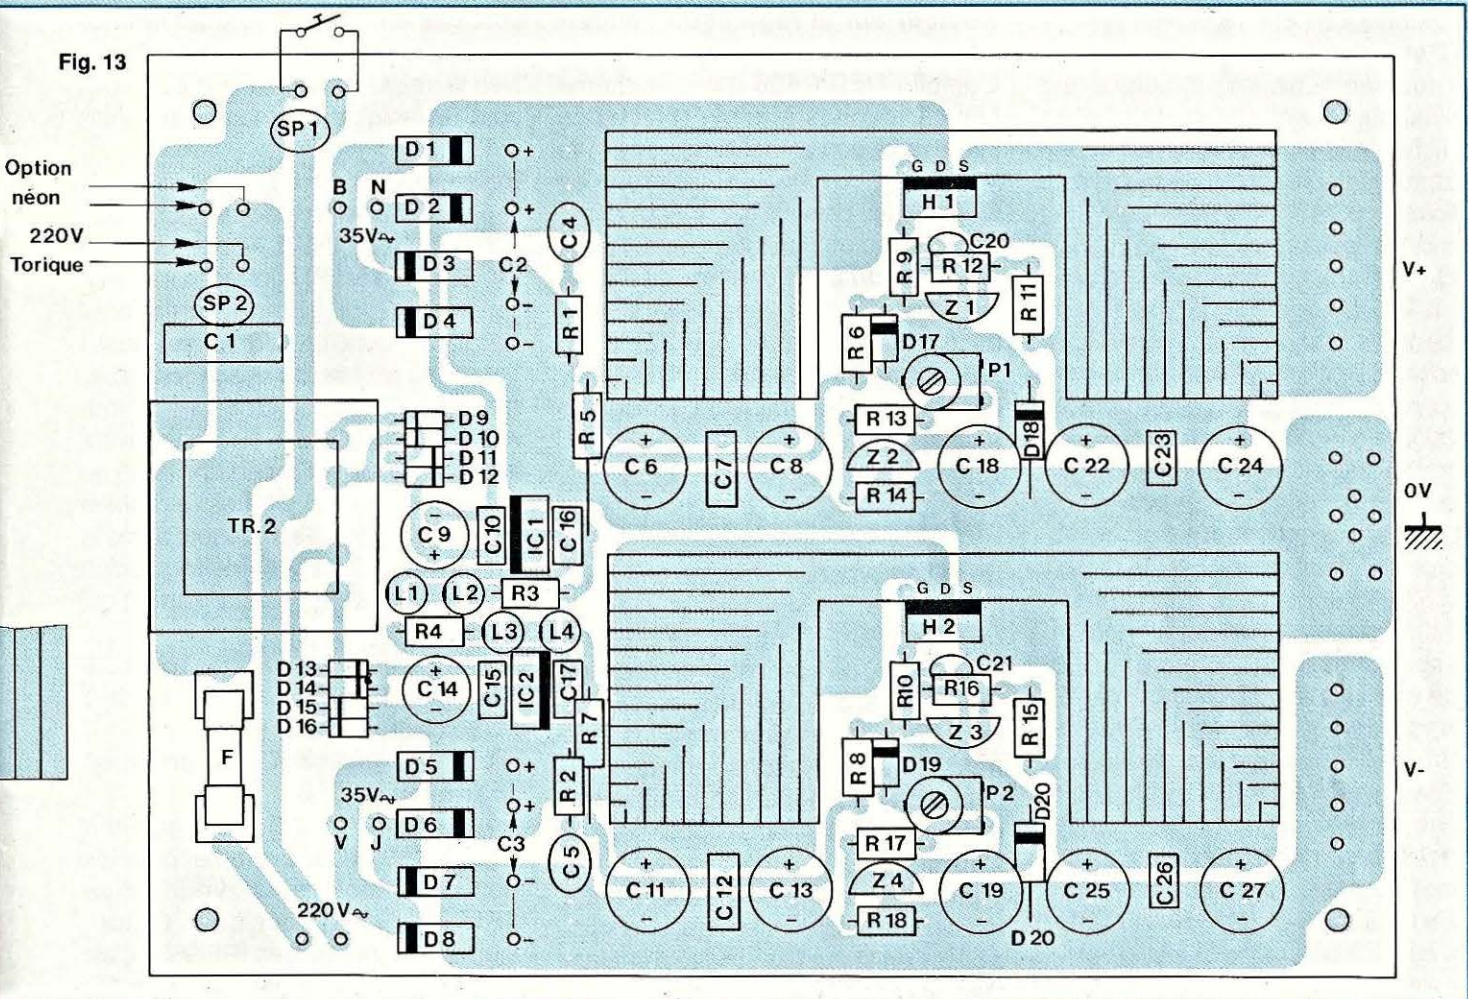 Fig. 13
SP1
Option
néon
220V
Torique
B N
35V~
SP2
C.1
D1
D2
D3
D4
+
+
C2
-
-
C4
R1
R5
G D S
H1
R9
C20
R12
Z1
R11
R6
D17
P1
R13
Z2
R14
D18
V+
C6
C7
C8
C18
C22
C23
C24
0V
TR.2
D9
D10
D11
D12
C9
C10
IC1
C16
L1
L2
R3
R4
L3
L4
D13
D14
D15
D16
C14
C15
IC2
C17
R7
F
D5
35V~
D6
V J
D7
220V~
D8
+
+
C3
-
-
R2
C5
G D S
H2
C21
R10
R16
Z3
R15
R8
D19
P2
D20
R17
Z4
R18
D20
V-
C11
C12
C13
C19
C25
C26
C27